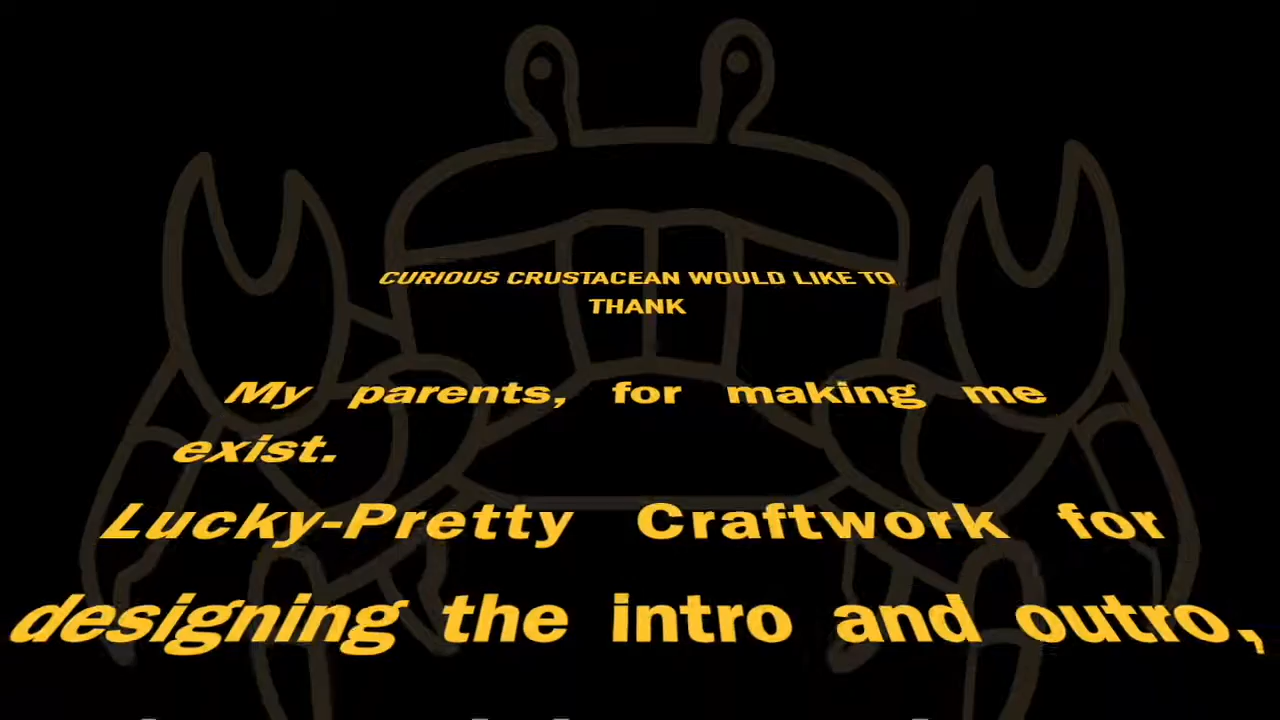 CURIOUS CRUSTACEAN WOULD LIKE TO
THANK
My parents, for making me
exist.
Lucky-Pretty Craftwork for
designing the intro and outro,